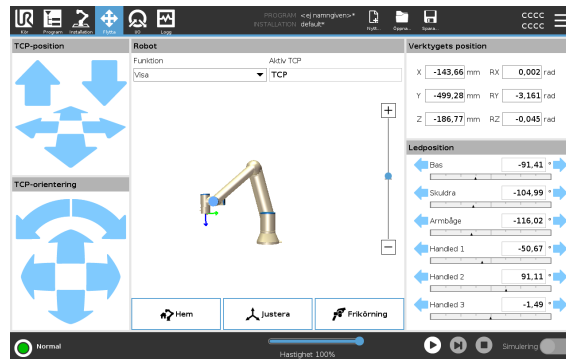 UR
Kör Program Installation Flytta I/O Logg
PROGRAM <ej namngiven>*
INSTALLATION default*
Nytt... Öppna... Spara...
CCCC
CCCC
TCP-position
Robot
Verktygets position
Funktion
Aktiv TCP
Visa
TCP
X -143,66 mm RX 0,002 rad
Y -499,28 mm RY -3,161 rad
Z -186,77 mm RZ -0,045 rad
Ledposition
Bas -91,41 °
Skuldra -104,99 °
Armbåge -116,02 °
Handled 1 -50,67 °
Handled 2 91,11 °
Handled 3 -1,49 °
TCP-orientering
Hem
Justera
Frikörning
Normal
Hastighet 100%
Simulering